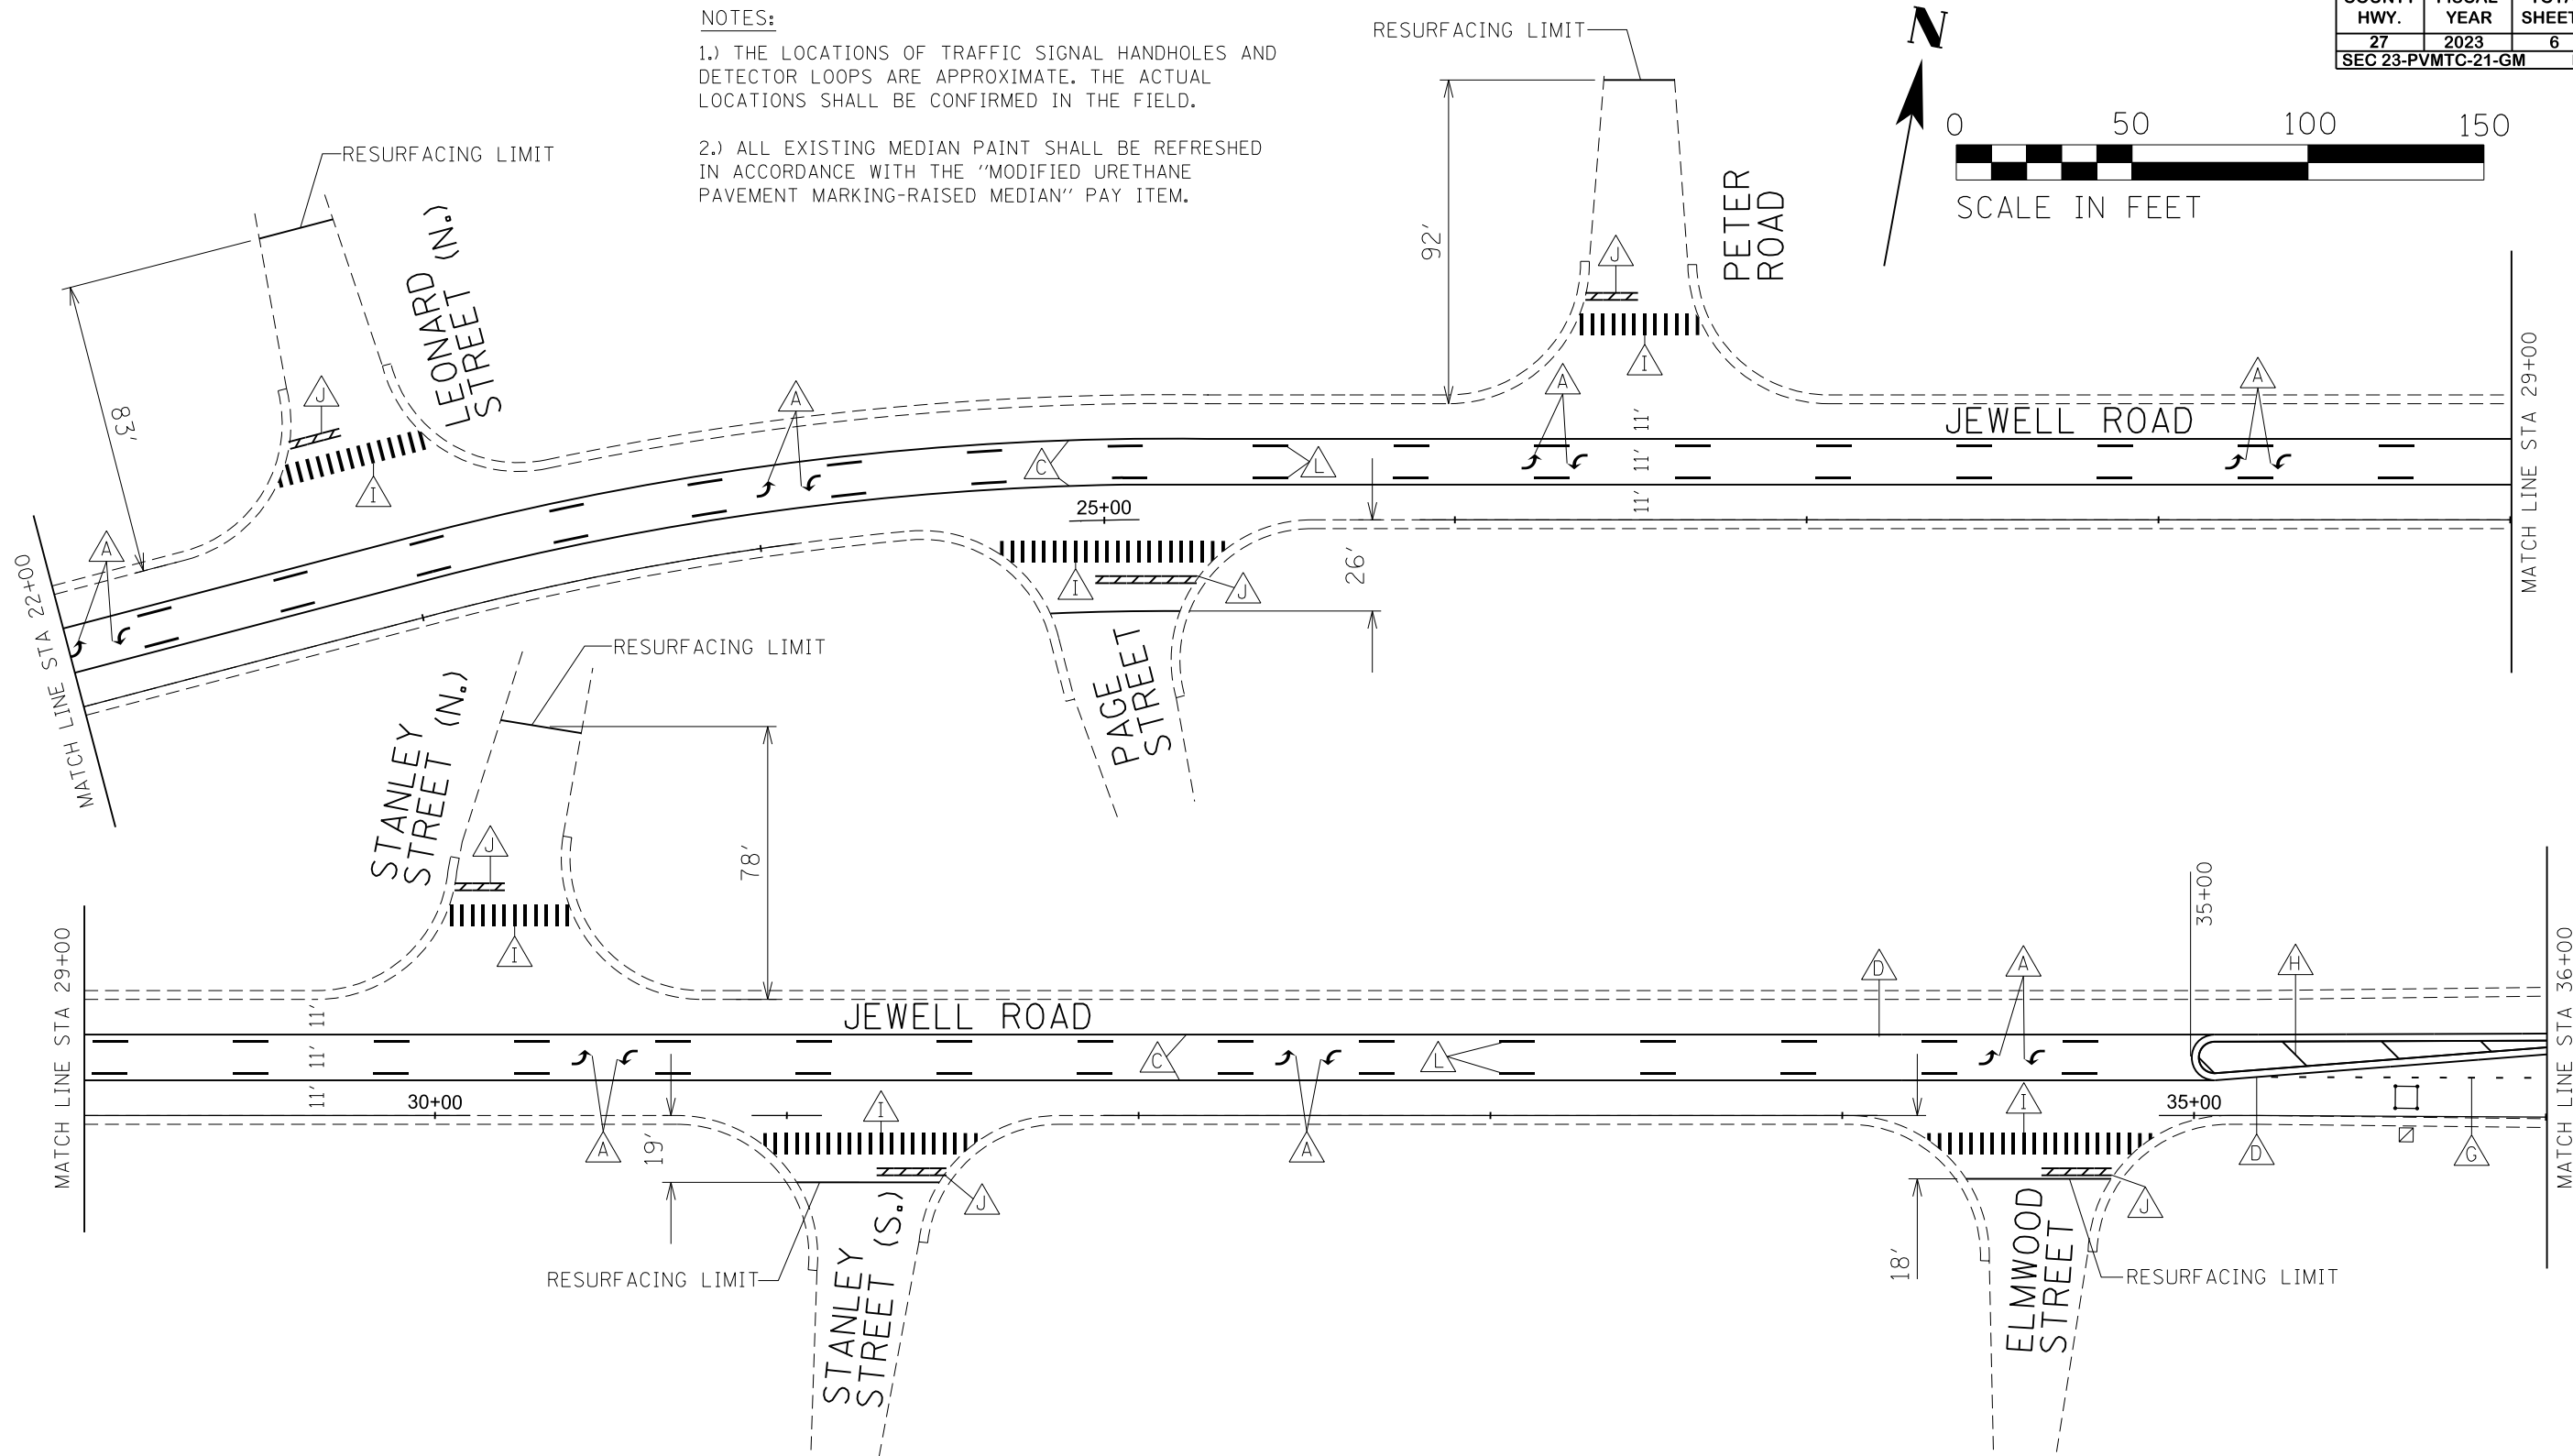 NOTES:
1.) THE LOCATIONS OF TRAFFIC SIGNAL HANDHOLES AND
DETECTOR LOOPS ARE APPROXIMATE. THE ACTUAL
LOCATIONS SHALL BE CONFIRMED IN THE FIELD.
2.) ALL EXISTING MEDIAN PAINT SHALL BE REFRESHED
IN ACCORDANCE WITH THE "MODIFIED URETHANE
PAVEMENT MARKING-RAISED MEDIAN" PAY ITEM.
RESURFACING LIMIT
N
HWY.
YEAR
SHEET
27
2023
6
SEC 23-PVMTC-21-GM
0
50
100
150
SCALE IN FEET
RESURFACING LIMIT
LEONARD
STREET (N.)
83'
J
I
A
92'
PETER
ROAD
J
I
A
A
A
JEWELL ROAD
11'
11'
11'
C
L
25+00
26'
I
J
PAGE
STREET
MATCH LINE STA 22+00
MATCH LINE STA 29+00
RESURFACING LIMIT
STANLEY
STREET (N.)
78'
J
I
MATCH LINE STA 29+00
JEWELL ROAD
11'
11'
11'
30+00
A
19'
I
J
C
A
L
D
A
35+00
H
I
35+00
D
G
18'
J
RESURFACING LIMIT
STANLEY
STREET (S.)
ELMWOOD
STREET
RESURFACING LIMIT
MATCH LINE STA 36+00